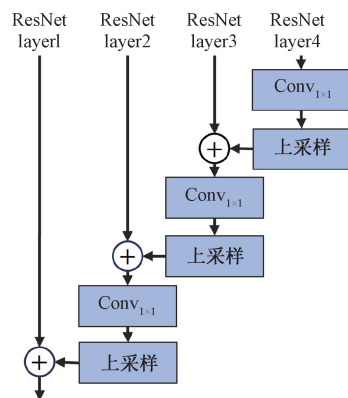 ResNet
layer1
ResNet
layer2
ResNet
layer3
ResNet
layer4
Conv1×1
上采样
+
Conv1×1
上采样
+
Conv1×1
上采样
+